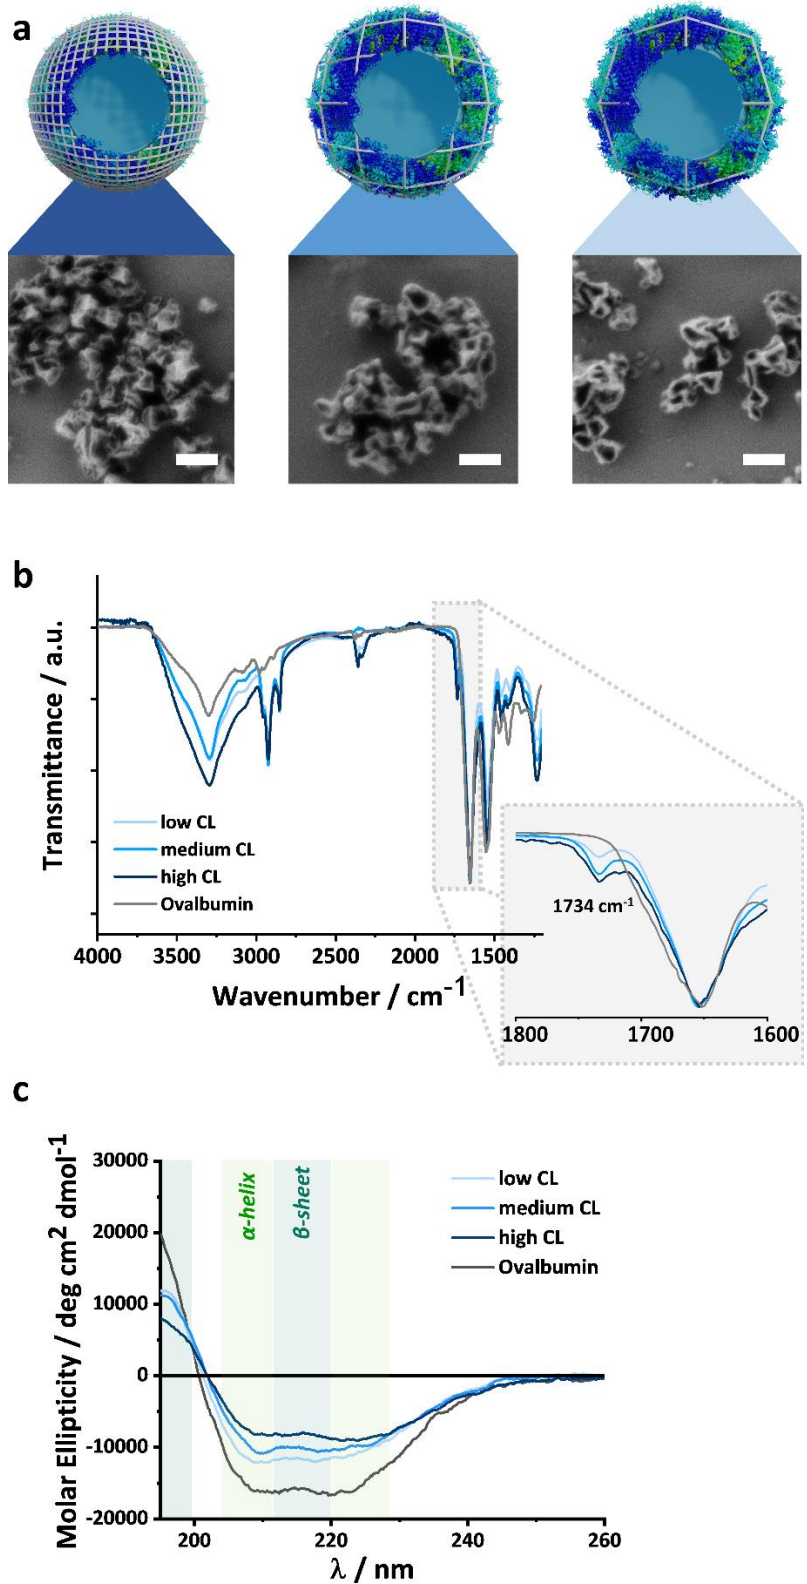 a
b
Transmittance / a.u.
low CL
medium CL
high CL
Ovalbumin
1734 cm⁻¹
4000 3500 3000 2500 2000 1500
Wavenumber / cm⁻¹
1800 1700 1600
c
Molar Ellipticity / deg cm² dmol⁻¹
30000
20000
10000
0
-10000
-20000
α-helix
β-sheet
low CL
medium CL
high CL
Ovalbumin
200 220 240 260
λ / nm